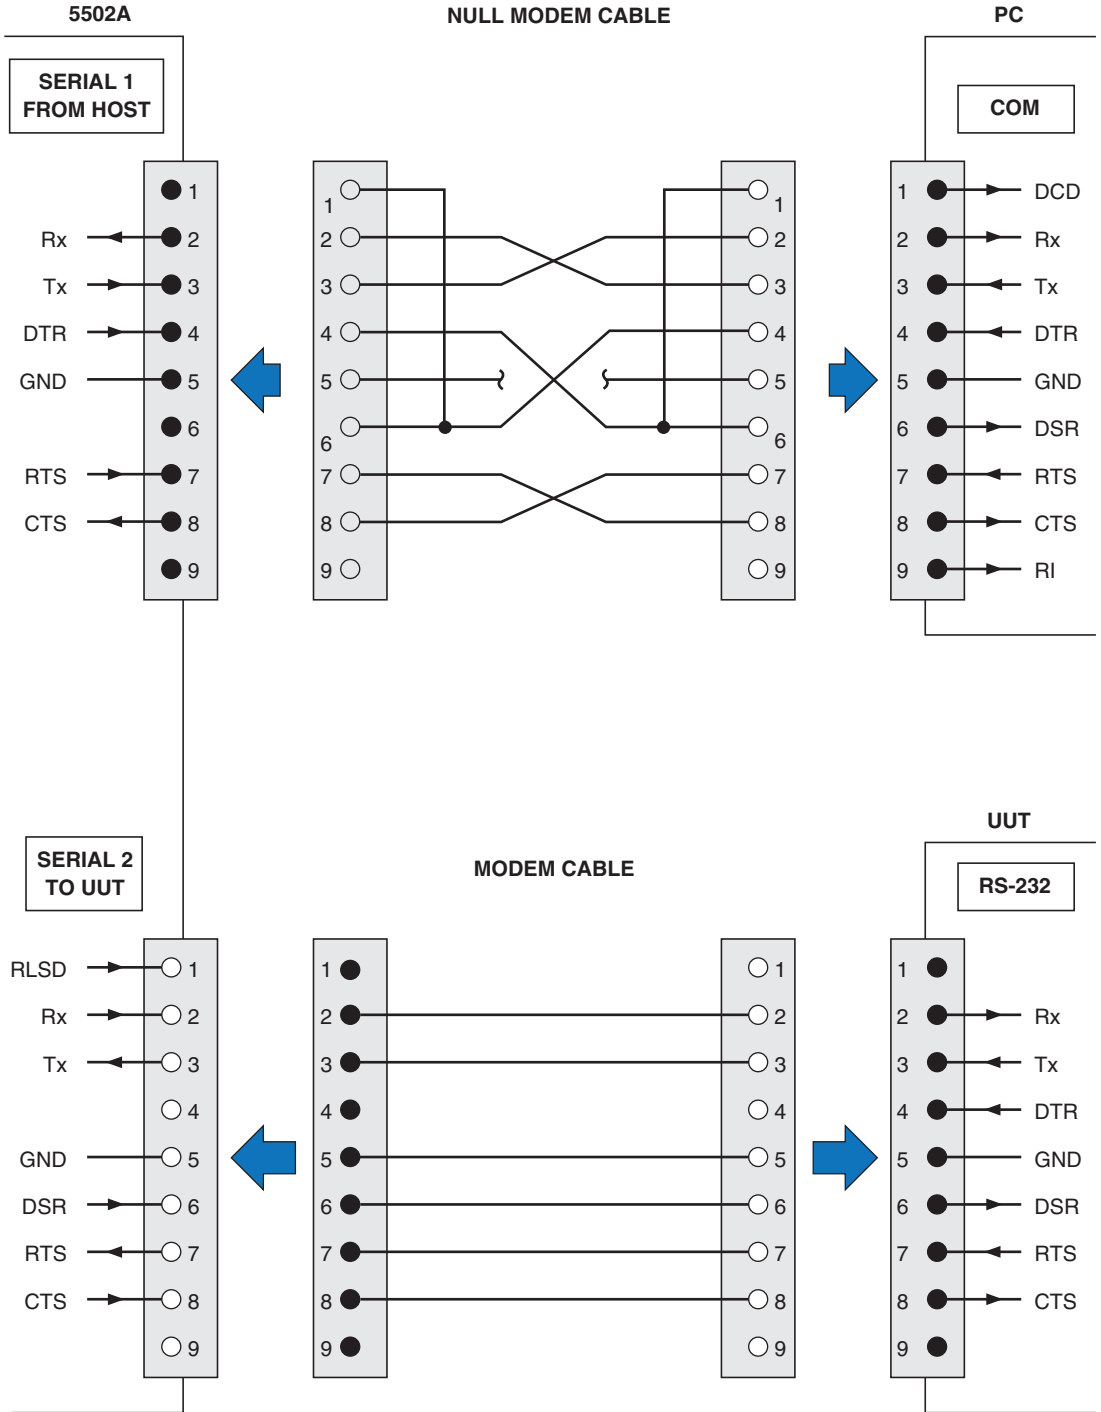 5502A
NULL MODEM CABLE
PC
SERIAL 1
FROM HOST
COM
1 1 1 1 DCD
Rx 2 2 2 2 Rx
Tx 3 3 3 3 Tx
DTR 4 4 4 4 DTR
GND 5 5 5 5 GND
6 6 6 6 DSR
RTS 7 7 7 7 RTS
CTS 8 8 8 8 CTS
9 9 9 9 RI
UUT
SERIAL 2
TO UUT
MODEM CABLE
RS-232
RLSD 1 1 1 1
Rx 2 2 2 2 Rx
Tx 3 3 3 3 Tx
4 4 4 4 DTR
GND 5 5 5 5 GND
DSR 6 6 6 6 DSR
RTS 7 7 7 7 RTS
CTS 8 8 8 8 CTS
9 9 9 9